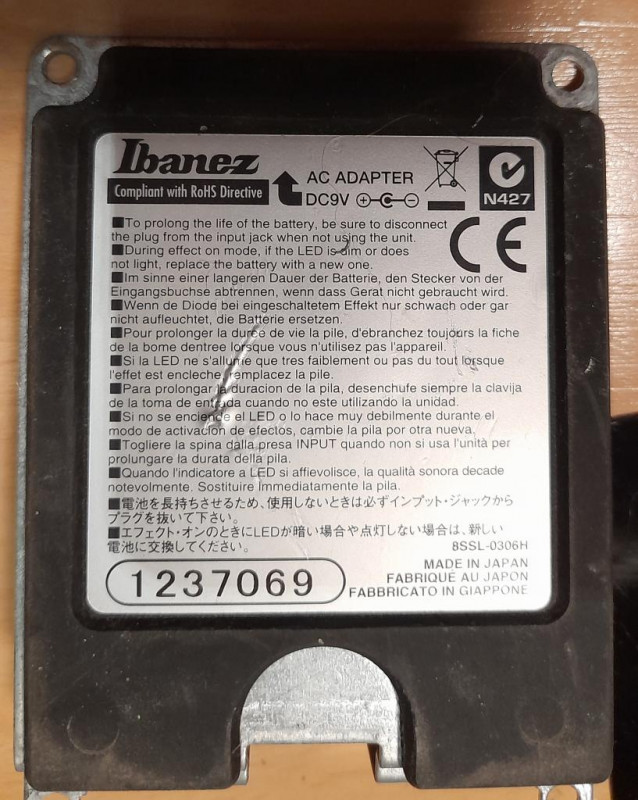 Ibanez
Compliant with RoHS Directive
AC ADAPTER
DC9V
N427
CE
■To prolong the life of the battery, be sure to disconnect
the plug from the input jack when not using the unit.
■During effect on mode, if the LED is dim or does
not light, replace the battery with a new one.
■Im sinne einer langeren Dauer der Batterie, den Stecker von der
Eingangsbuchse abtrennen, wenn dass Gerat nicht gebraucht wird.
■Wenn de Diode bei eingeschaltetem Effekt nur schwach oder gar
nicht aufleuchtet, die Batterie ersetzen.
■Pour prolonger la durée de vie la pile, d'ebranchez toujours la fiche
de la bome dentree lorsque vous n'utilisez pas l'appareil.
■Si la LED ne s'allume que tres faiblement ou pas du tout lorsque
l'effet est encleche, remplacez la pile.
■Para prolongar la duracion de la pila, desenchufe siempre la clavija
de la toma de entrada cuando no este utilizando la unidad.
■Si no se enciende el LED o lo hace muy debilmente durante el
modo de activacion de efectos, cambie la pila por otra nueva.
■Togliere la spina dalla presa INPUT quando non si usa l'unità per
prolungare la durata della pila.
■Quando l'indicatore a LED si affievolisce, la qualità sonora decade
notevolmente. Sostituire immediatamente la pila.
■電池を長持ちさせるため、使用しないときは必ずインプット・ジャックから
プラグを抜いて下さい。
■エフェクト・オンのときにLEDが暗い場合や点灯しない場合は、新しい
電池に交換してください。
8SSL-0306H
1237069
MADE IN JAPAN
FABRIQUE AU JAPON
FABBRICATO IN GIAPPONE